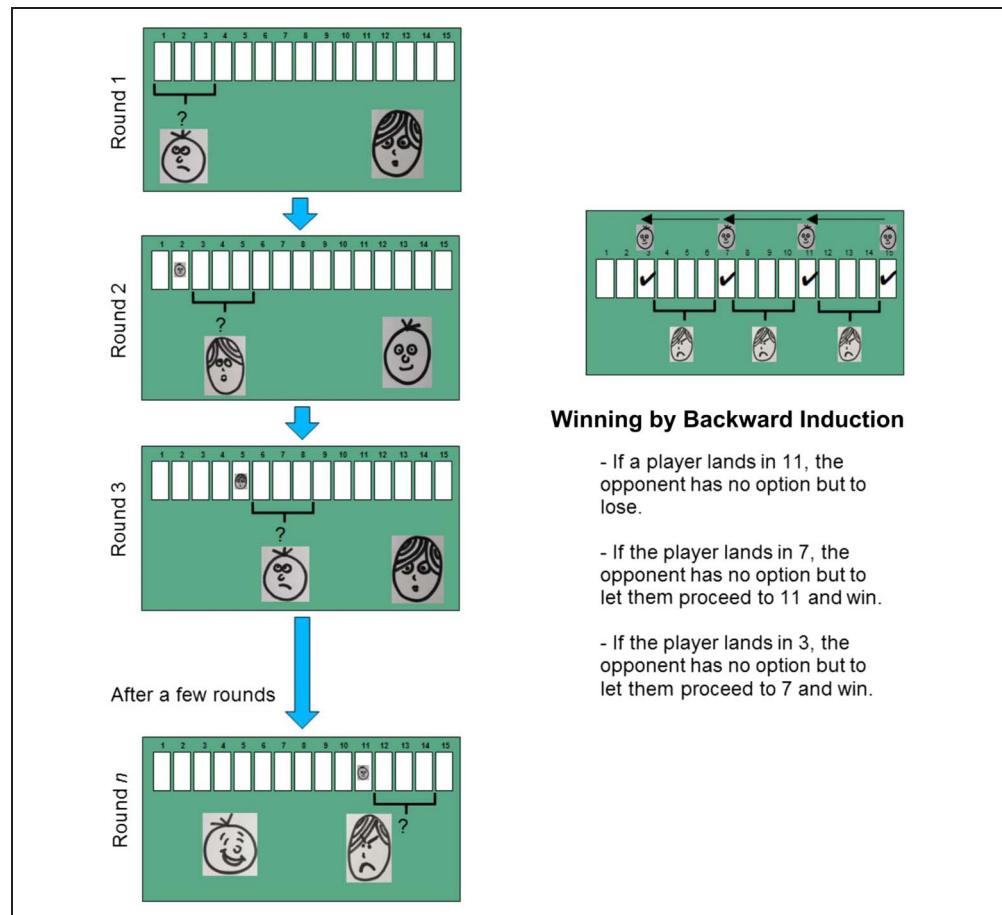 Round 1
1 2 3 4 5 6 7 8 9 10 11 12 13 14 15
?
Round 2
1 2 3 4 5 6 7 8 9 10 11 12 13 14 15
?
Round 3
1 2 3 4 5 6 7 8 9 10 11 12 13 14 15
?
After a few rounds
Round n
1 2 3 4 5 6 7 8 9 10 11 12 13 14 15
?
1 2 3 4 5 6 7 8 9 10 11 12 13 14 15
Winning by Backward Induction
- If a player lands in 11, the
opponent has no option but to
lose.
- If the player lands in 7, the
opponent has no option but to
let them proceed to 11 and win.
- If the player lands in 3, the
opponent has no option but to
let them proceed to 7 and win.